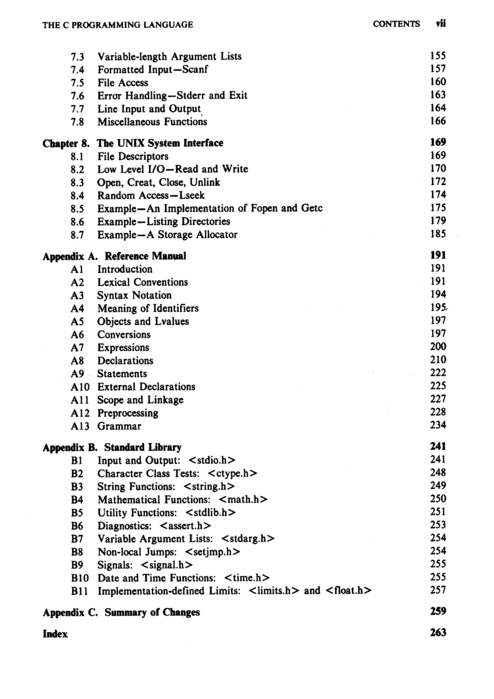 THE C PROGRAMMING LANGUAGE CONTENTS vii
7.3 Variable-length Argument Lists 155
7.4 Formatted Input—Scanf 157
7.5 File Access 160
7.6 Error Handling—Stderr and Exit 163
7.7 Line Input and Output 164
7.8 Miscellaneous Functions 166
Chapter 8. The UNIX System Interface 169
8.1 File Descriptors 169
8.2 Low Level I/O—Read and Write 170
8.3 Open, Creat, Close, Unlink 172
8.4 Random Access—Lseek 174
8.5 Example—An Implementation of Fopen and Getc 175
8.6 Example—Listing Directories 179
8.7 Example—A Storage Allocator 185
Appendix A. Reference Manual 191
A1 Introduction 191
A2 Lexical Conventions 191
A3 Syntax Notation 194
A4 Meaning of Identifiers 195
A5 Objects and Lvalues 197
A6 Conversions 197
A7 Expressions 200
A8 Declarations 210
A9 Statements 222
A10 External Declarations 225
A11 Scope and Linkage 227
A12 Preprocessing 228
A13 Grammar 234
Appendix B. Standard Library 241
B1 Input and Output: <stdio.h> 241
B2 Character Class Tests: <ctype.h> 248
B3 String Functions: <string.h> 249
B4 Mathematical Functions: <math.h> 250
B5 Utility Functions: <stdlib.h> 251
B6 Diagnostics: <assert.h> 253
B7 Variable Argument Lists: <stdarg.h> 254
B8 Non-local Jumps: <setjmp.h> 254
B9 Signals: <signal.h> 255
B10 Date and Time Functions: <time.h> 255
B11 Implementation-defined Limits: <limits.h> and <float.h> 257
Appendix C. Summary of Changes 259
Index 263